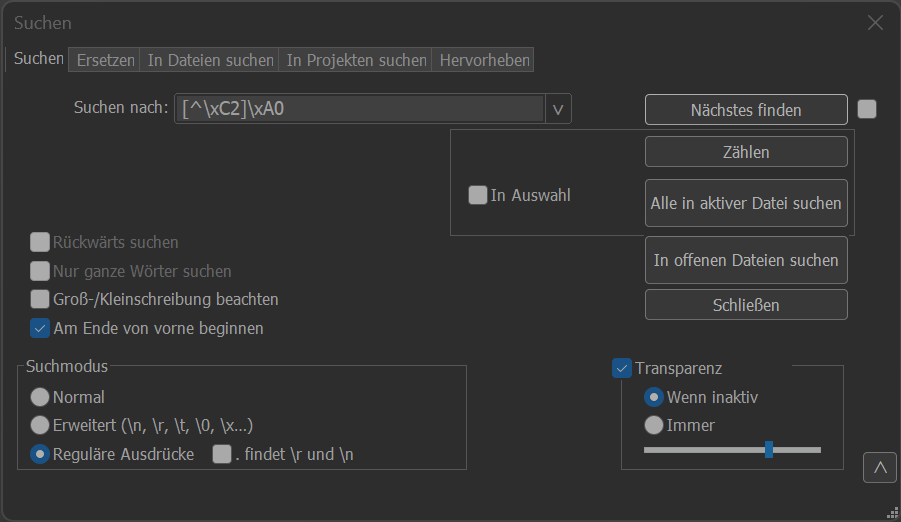 Suchen
Suchen Ersetzen In Dateien suchen In Projekten suchen Hervorheben
Suchen nach: [^\xC2]\xA0 Nächstes finden
Zählen
In Auswahl
Alle in aktiver Datei suchen
Rückwärts suchen
In offenen Dateien suchen
Nur ganze Wörter suchen
Groß-/Kleinschreibung beachten
Schließen
Am Ende von vorne beginnen
Suchmodus
Transparenz
Normal
Wenn inaktiv
Erweitert (\n, \r, \t, \0, \x...)
Immer
Reguläre Ausdrücke . findet \r und \n